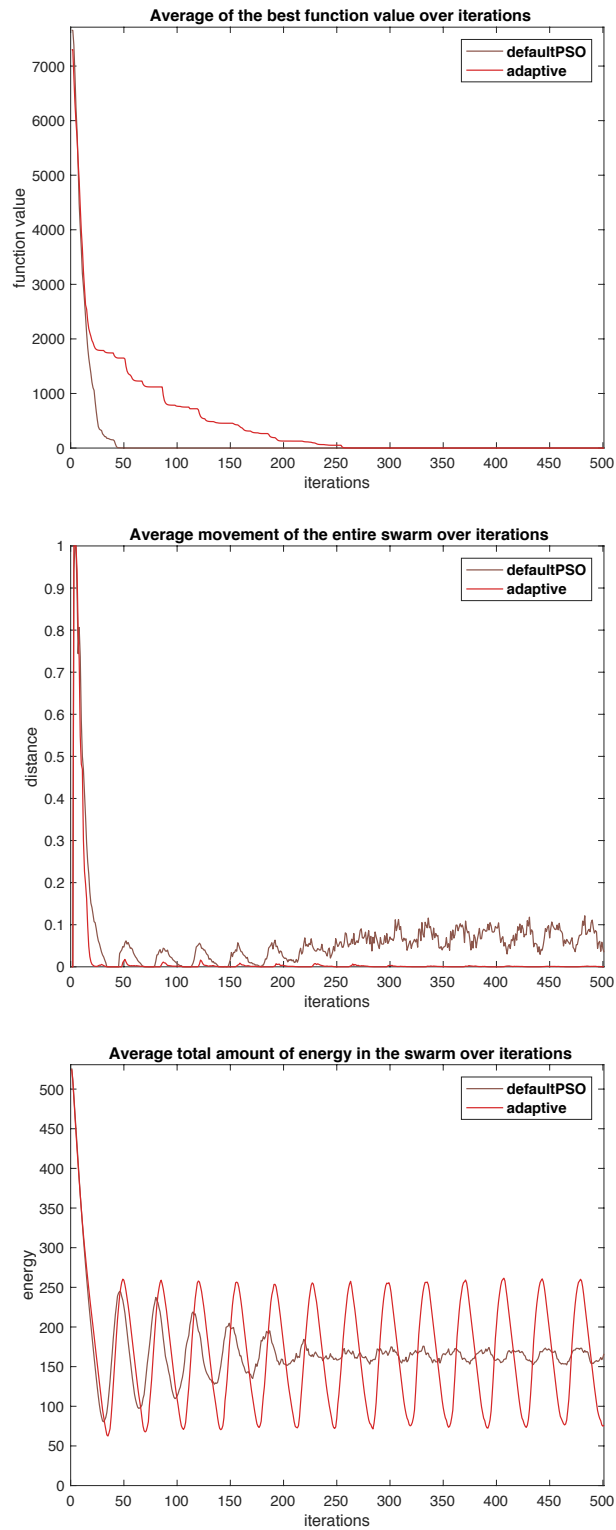 Average of the best function value over iterations
defaultPSO
adaptive
7000
6000
5000
4000
3000
2000
1000
0
function value
0 50 100 150 200 250 300 350 400 450 500
iterations
Average movement of the entire swarm over iterations
defaultPSO
adaptive
1
0.9
0.8
0.7
0.6
0.5
0.4
0.3
0.2
0.1
0
distance
0 50 100 150 200 250 300 350 400 450 500
iterations
Average total amount of energy in the swarm over iterations
defaultPSO
adaptive
500
450
400
350
300
250
200
150
100
50
0
energy
0 50 100 150 200 250 300 350 400 450 500
iterations